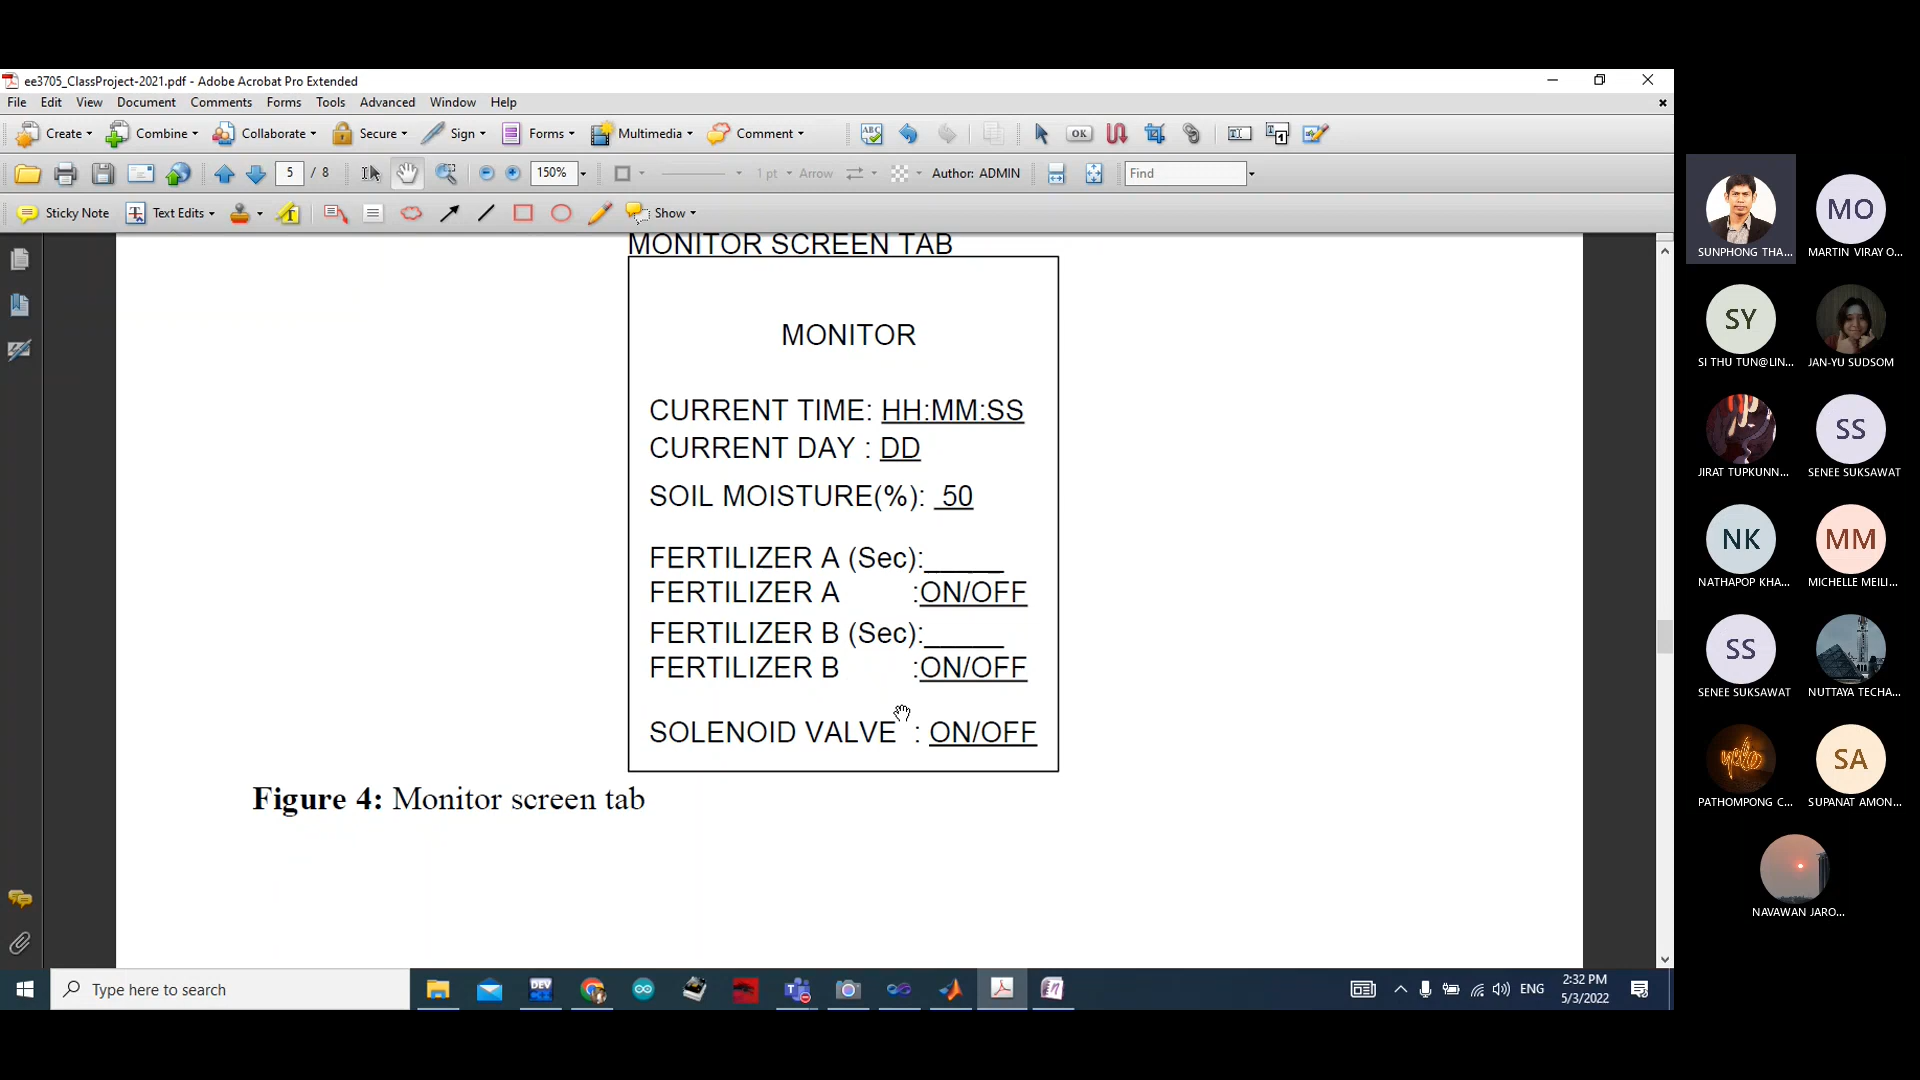 ee3705_ClassProject-2021.pdf - Adobe Acrobat Pro Extended
File Edit View Document Comments Forms Tools Advanced Window Help
Create Combine Collaborate Secure Sign Forms Multimedia Comment
5 / 8 150% 1 pt Arrow Author: ADMIN Find
Sticky Note Text Edits Show
MONITOR SCREEN TAB
MONITOR
CURRENT TIME: HH:MM:SS
CURRENT DAY : DD
SOIL MOISTURE(%): 50
FERTILIZER A (Sec):_____
FERTILIZER A :ON/OFF
FERTILIZER B (Sec):_____
FERTILIZER B :ON/OFF
SOLENOID VALVE : ON/OFF
Figure 4: Monitor screen tab
SUNPHONG THA...
MO
MARTIN VIRAY O...
SY
SI THU TUN@LIN...
JAN-YU SUDSOM
JIRAT TUPKUNN...
SS
SENEE SUKSAWAT
NK
NATHAPOP KHA...
MM
MICHELLE MEILI...
SS
SENEE SUKSAWAT
NUTTAYA TECHA...
PATHOMPONG C...
SA
SUPANAT AMON...
NAVAWAN JARO...
Type here to search
DEV
ENG
2:32 PM
5/3/2022